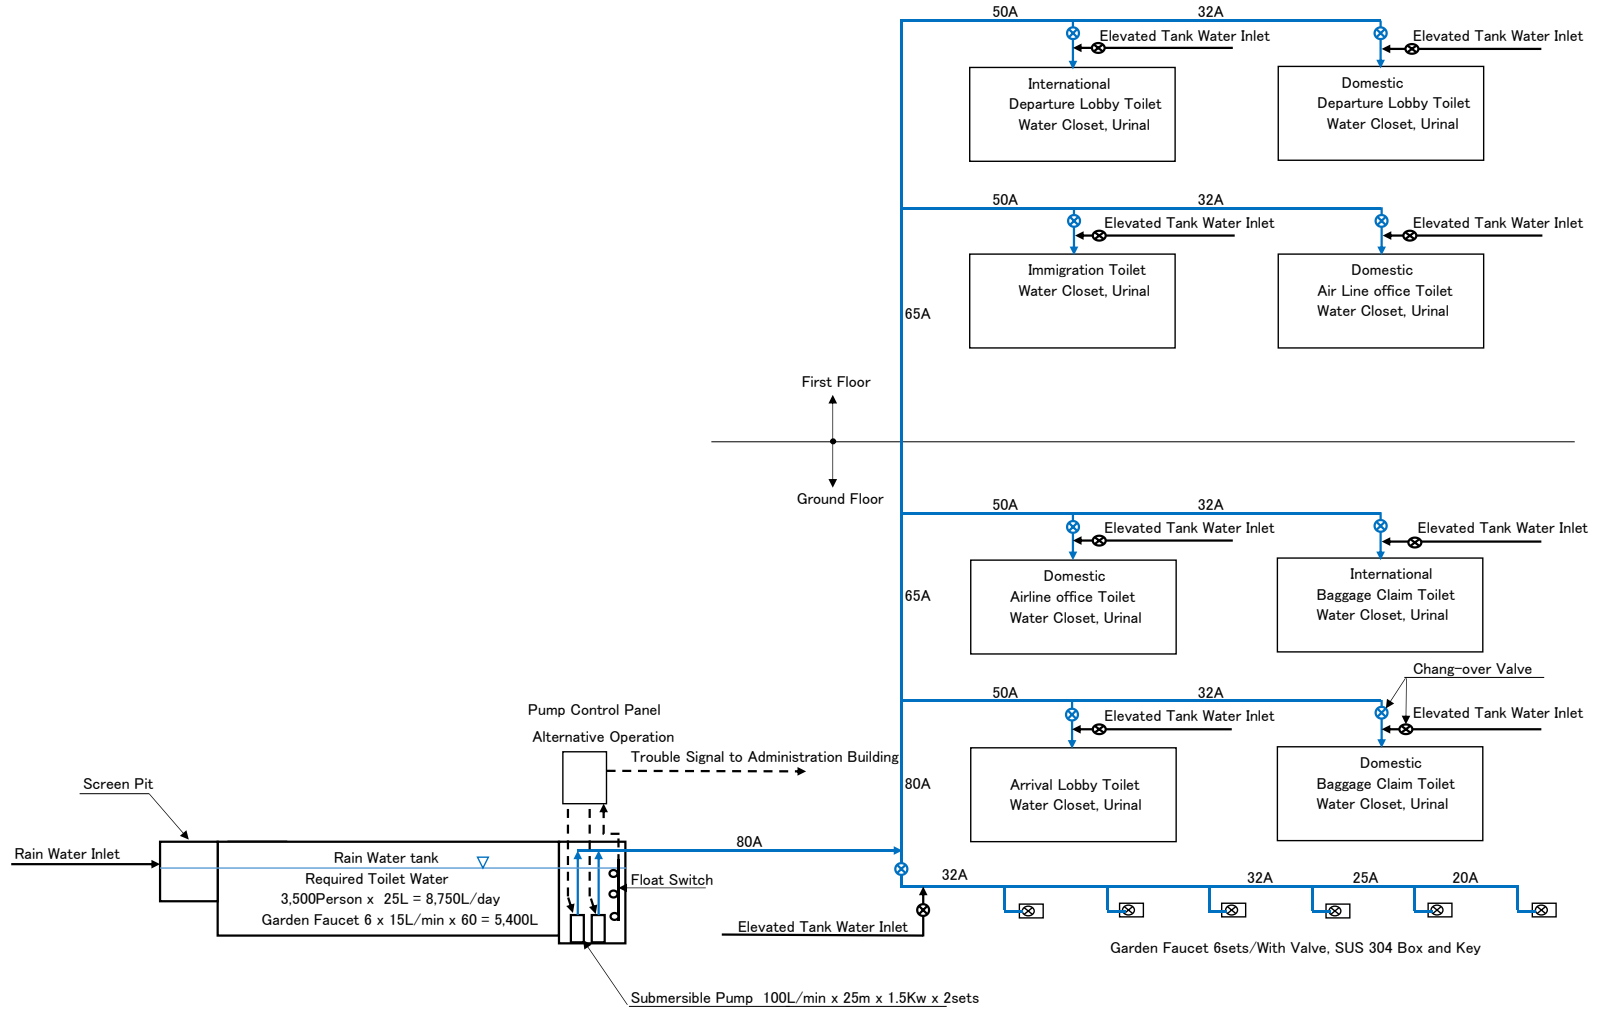 50A
32A
Elevated Tank Water Inlet
Elevated Tank Water Inlet
International
Departure Lobby Toilet
Water Closet, Urinal
Domestic
Departure Lobby Toilet
Water Closet, Urinal
50A
32A
Elevated Tank Water Inlet
Elevated Tank Water Inlet
Immigration Toilet
Water Closet, Urinal
Domestic
Air Line office Toilet
Water Closet, Urinal
65A
First Floor
Ground Floor
50A
32A
Elevated Tank Water Inlet
Elevated Tank Water Inlet
Domestic
Airline office Toilet
Water Closet, Urinal
International
Baggage Claim Toilet
Water Closet, Urinal
65A
Chang-over Valve
50A
32A
Elevated Tank Water Inlet
Elevated Tank Water Inlet
Arrival Lobby Toilet
Water Closet, Urinal
Domestic
Baggage Claim Toilet
Water Closet, Urinal
80A
Pump Control Panel
Alternative Operation
Trouble Signal to Administration Building
Screen Pit
Rain Water Inlet
Rain Water tank
Required Toilet Water
3,500Person x 25L = 8,750L/day
Garden Faucet 6 x 15L/min x 60 = 5,400L
80A
Float Switch
32A
32A
25A
20A
Elevated Tank Water Inlet
Garden Faucet 6sets/With Valve, SUS 304 Box and Key
Submersible Pump 100L/min x 25m x 1.5Kw x 2sets